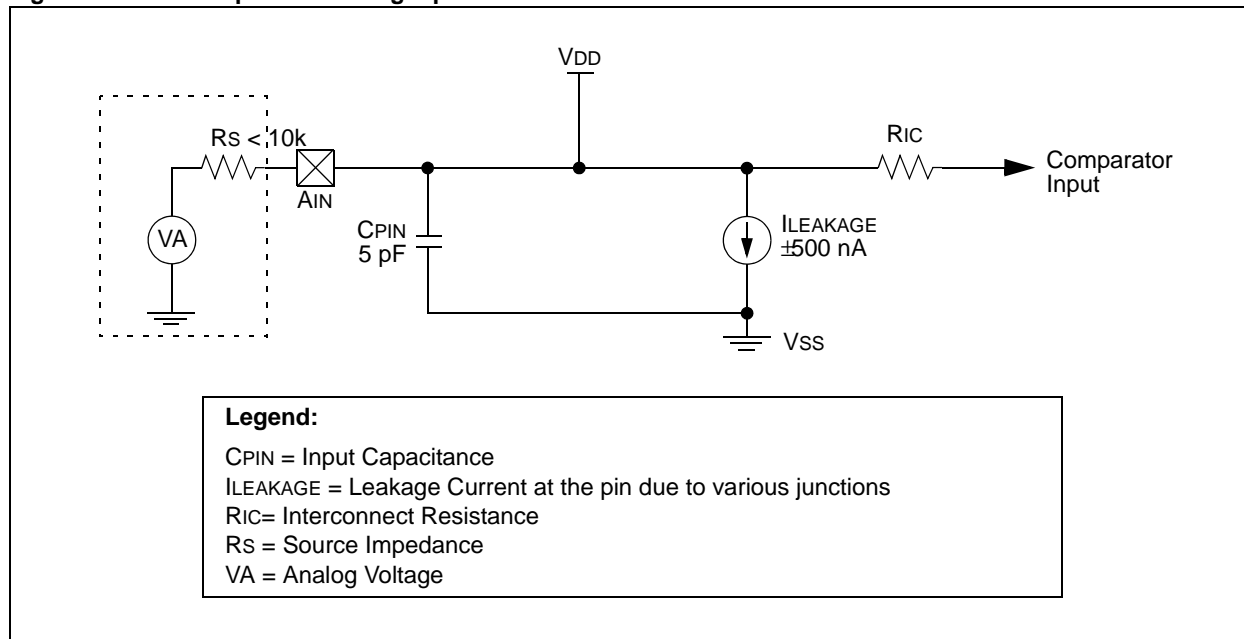 VDD
RS < 10k
RIC
AIN
Comparator
Input
CPIN
5 pF
ILEAKAGE
±500 nA
VA
VSS
Legend:
CPIN = Input Capacitance
ILEAKAGE = Leakage Current at the pin due to various junctions
RIC= Interconnect Resistance
RS = Source Impedance
VA = Analog Voltage